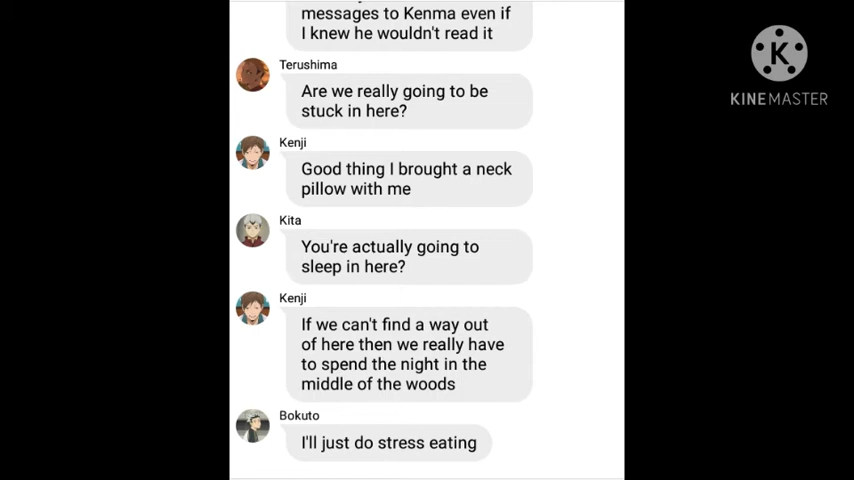 messages to Kenma even if
I knew he wouldn't read it
Terushima
Are we really going to be
stuck in here?
Kenji
Good thing I brought a neck
pillow with me
Kita
You're actually going to
sleep in here?
Kenji
If we can't find a way out
of here then we really have
to spend the night in the
middle of the woods
Bokuto
I'll just do stress eating
K
KINEMASTER